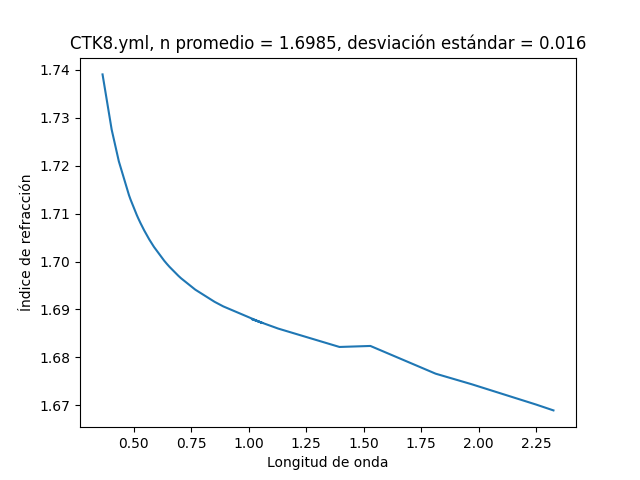 CTK8.yml, n promedio = 1.6985, desviación estándar = 0.016
1.74
1.73
1.72
1.71
1.70
1.69
1.68
1.67
Índice de refracción
0.50 0.75 1.00 1.25 1.50 1.75 2.00 2.25
Longitud de onda